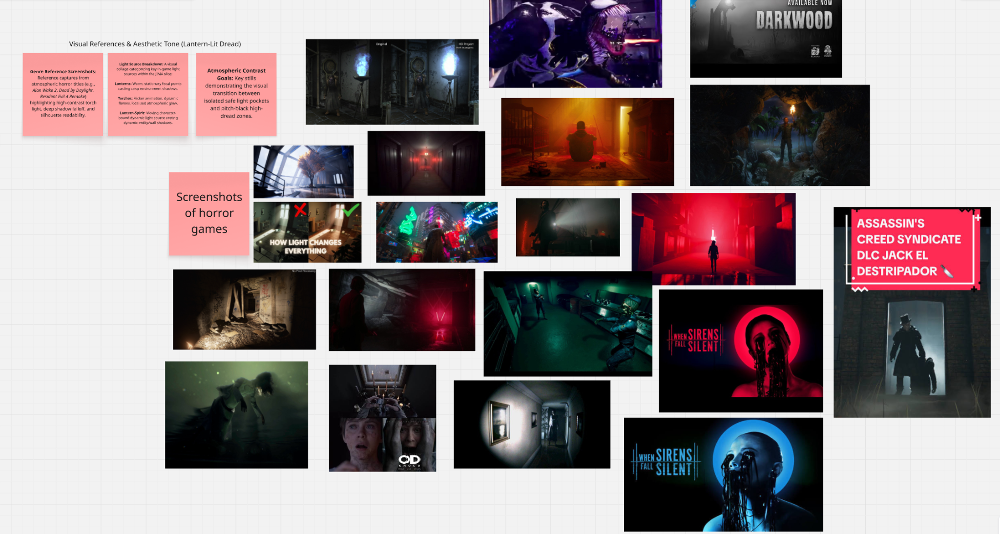 AVAILABLE NOW
DARKWOOD
Visual References & Aesthetic Tone (Lantern-Lit Dread)
Genre Reference Screenshots:
Reference captures from
atmospheric horror titles (e.g.,
Alan Wake 2, Dead by Daylight,
Resident Evil 4 Remake)
highlighting high-contrast torch
light, deep shadow falloff, and
silhouette readability.
Light Source Breakdown: A visual
collage categorizing key in-game light
sources within the JIMA slice:
Lanterns: Warm, stationary focal points
casting crisp environment shadows.
Torches: Flicker animation, dynamic
flames, localized atmospheric glow.
Lantern-Spirit: Moving character-
bound dynamic light source casting
dynamic entity/wall shadows.
Atmospheric Contrast
Goals: Key stills
demonstrating the visual
transition between
isolated safe light pockets
and pitch-black high-
dread zones.
Original
HD Project
Work in progress
Screenshots
of horror
games
HOW LIGHT CHANGES
EVERYTHING
ASSASSIN'S
CREED SYNDICATE
DLC JACK EL
DESTRIPADOR
No Post-Processing
WHEN SIRENS
FALL SILENT
OD
KNOCK
WHEN SIRENS
FALL SILENT